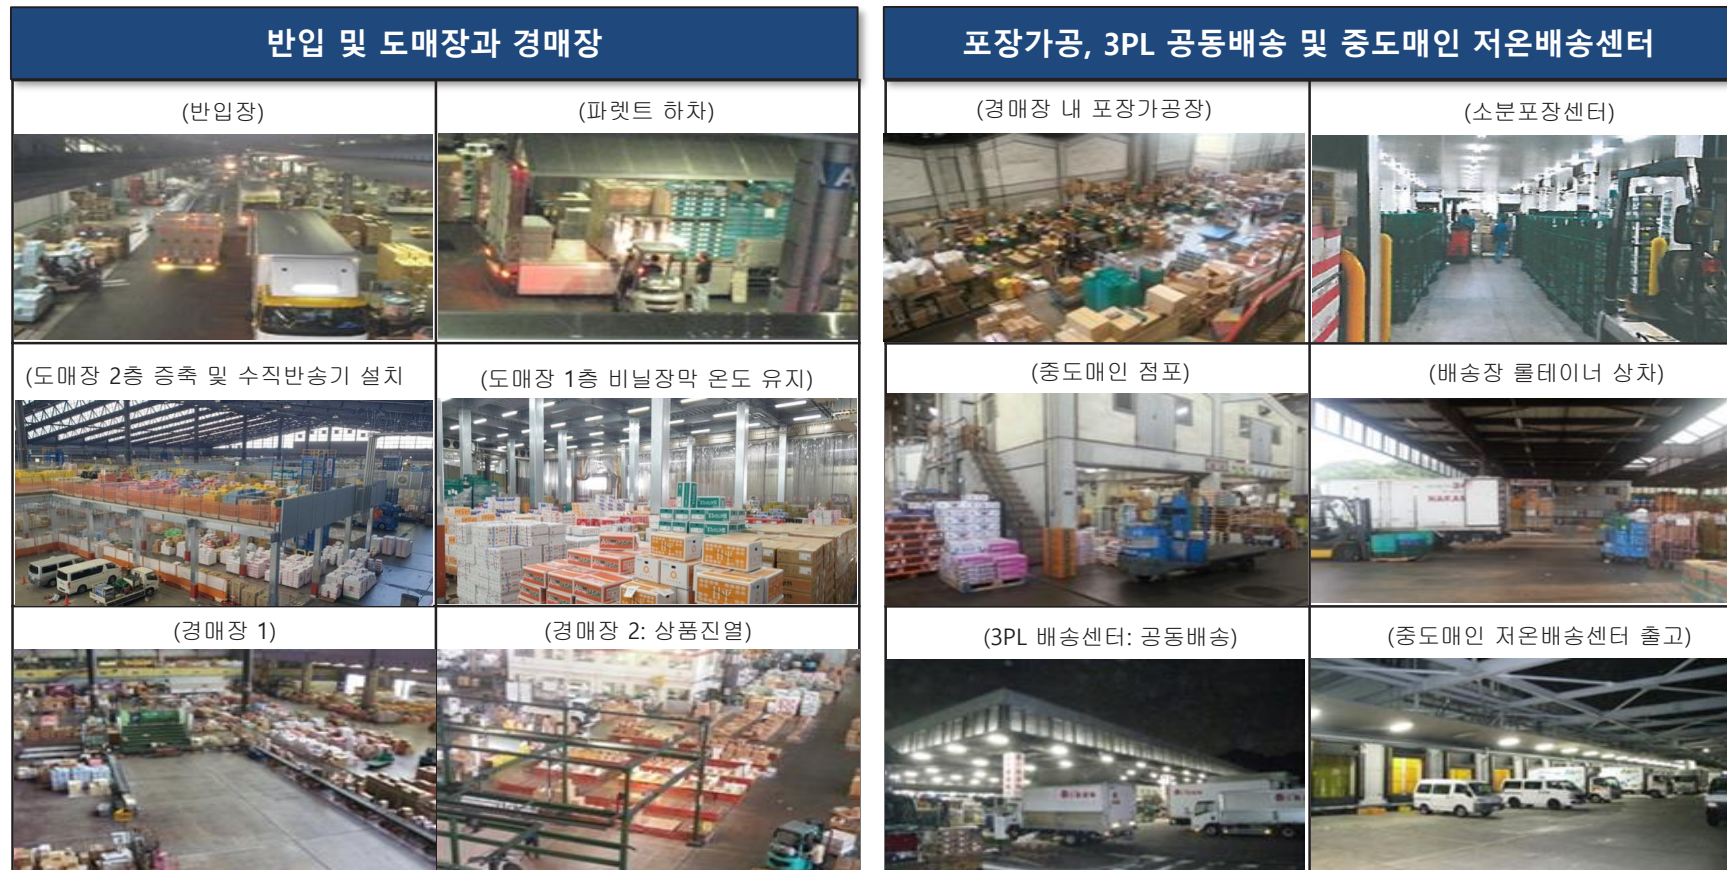 반입 및 도매장과 경매장
(반입장)
(파렛트 하차)
(도매장 2층 증축 및 수직반송기 설치
(도매장 1층 비닐장막 온도 유지)
(경매장 1)
(경매장 2: 상품진열)
포장가공, 3PL 공동배송 및 중도매인 저온배송센터
(경매장 내 포장가공장)
(소분포장센터)
(중도매인 점포)
(배송장 롤테이너 상차)
(3PL 배송센터: 공동배송)
(중도매인 저온배송센터 출고)